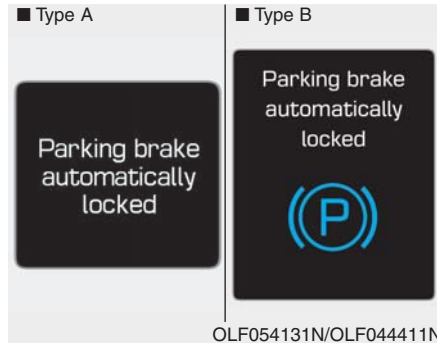 ■ Type A
Parking brake
automatically
locked
■ Type B
Parking brake
automatically
locked
P
OLF054131N/OLF044411N